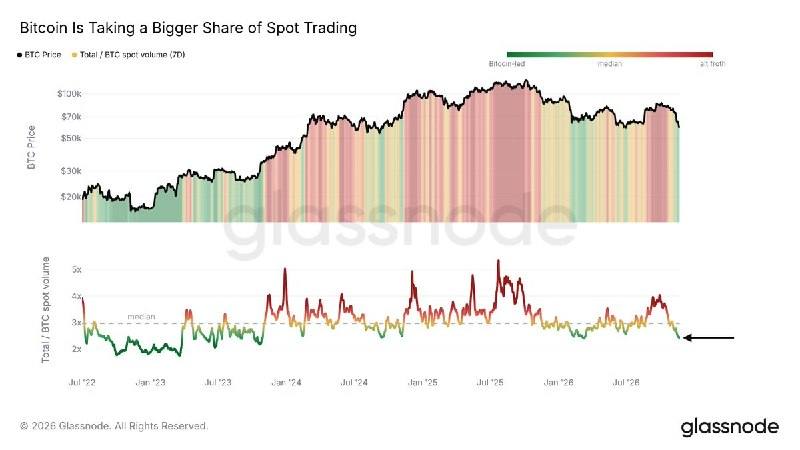 Bitcoin Is Taking a Bigger Share of Spot Trading
BTC Price Total / BTC spot volume (7D)
Bitcoin-led median alt froth
BTC Price
$100k
$70k
$50k
$30k
$20k
glassnode
Total / BTC spot volume
5x
4x
3x
2x
median
Jul '22 Jan '23 Jul '23 Jan '24 Jul '24 Jan '25 Jul '25 Jan '26 Jul '26
© 2026 Glassnode. All Rights Reserved.
glassnode